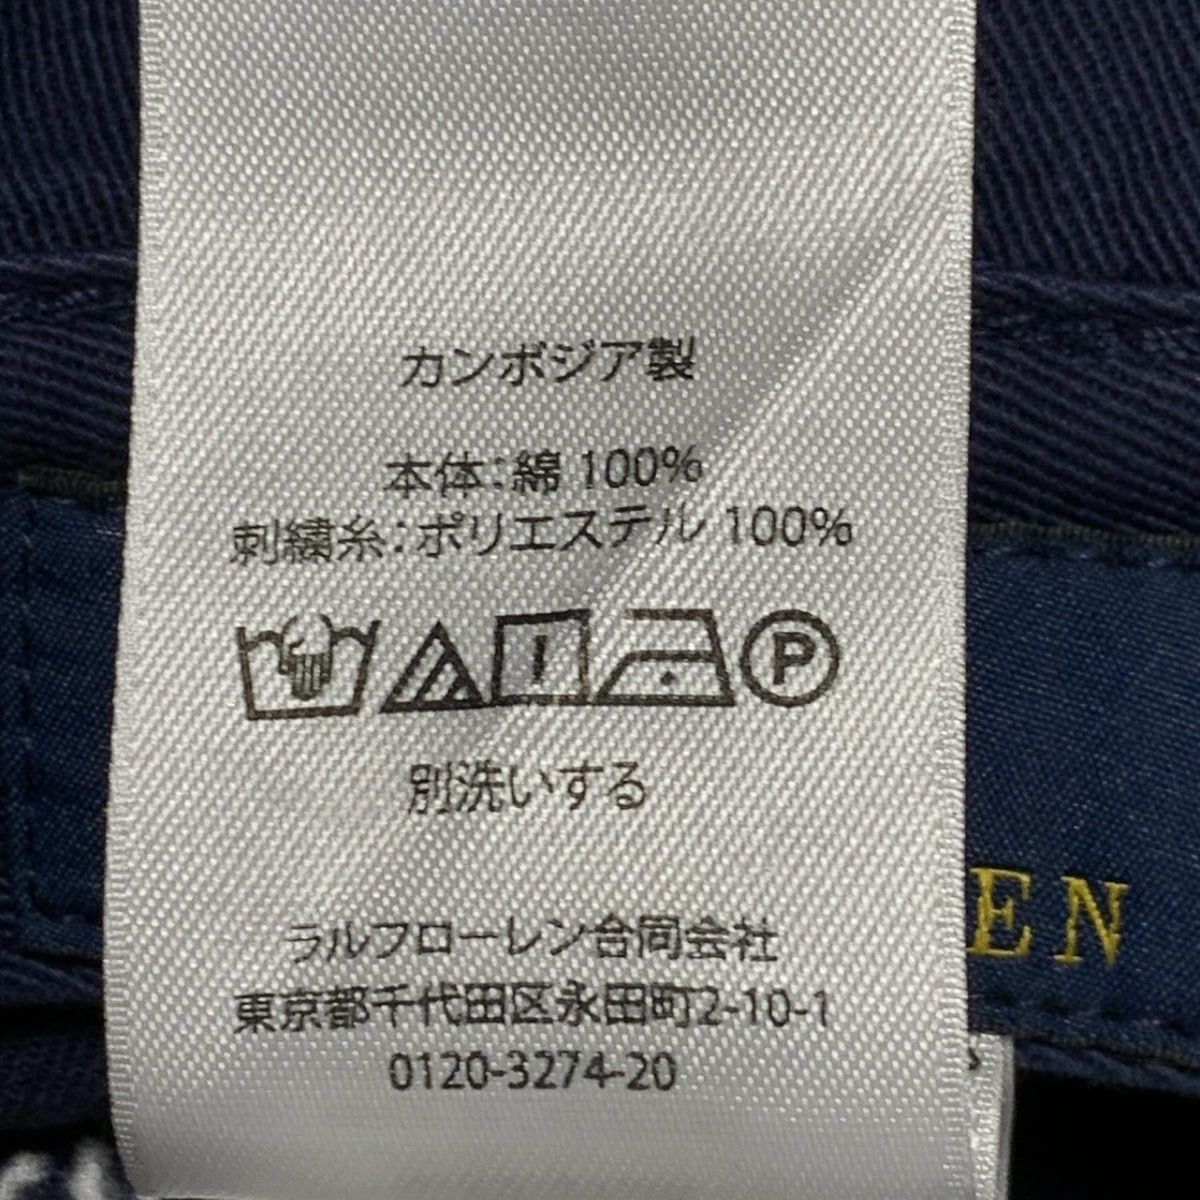 カンボジア製
本体:綿 100%
刺繍糸:ポリエステル 100%
P
別洗いする
EN
ラルフローレン合同会社
東京都千代田区永田町2-10-1
0120-3274-20